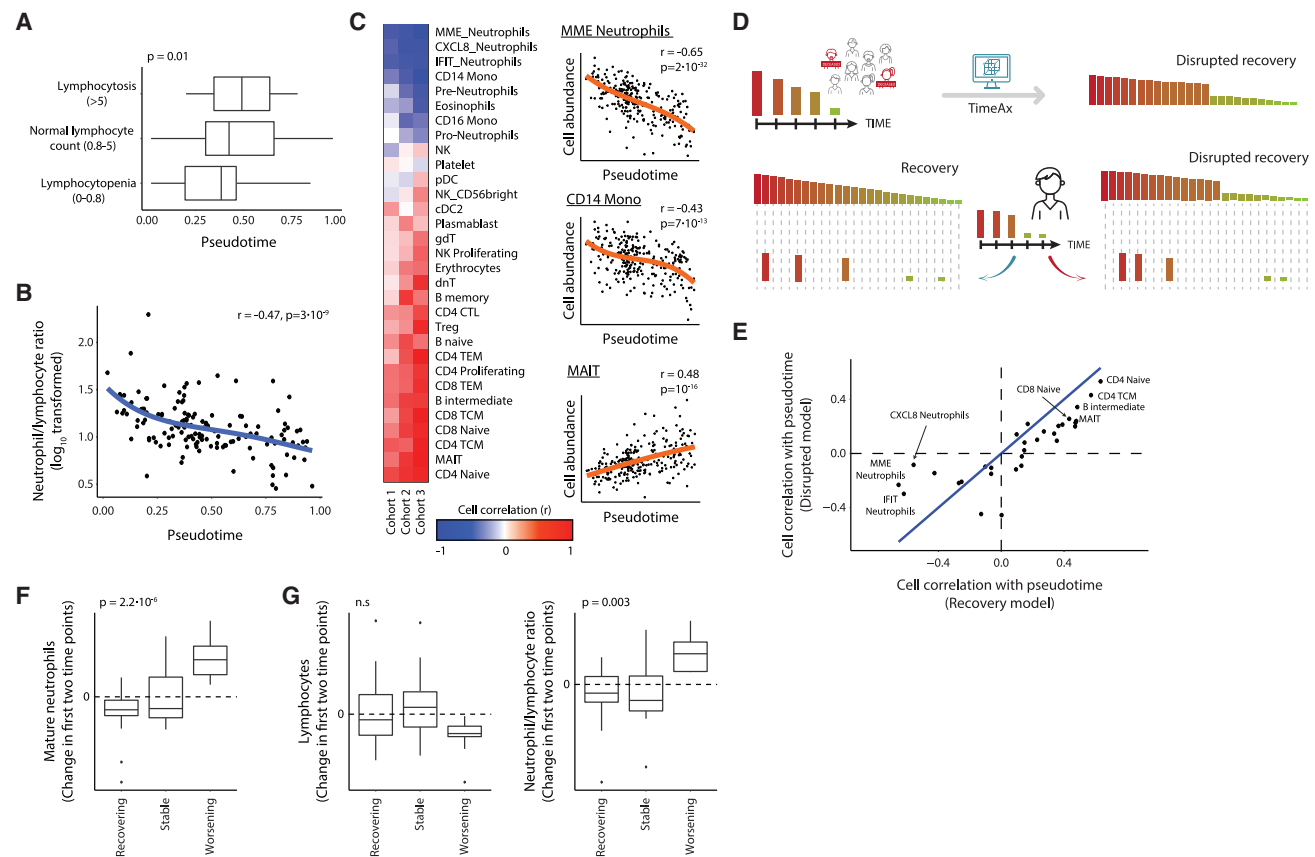 A
p = 0.01
Lymphocytosis
(>5)
Normal lymphocyte
count (0.8–5)
Lymphocytopenia
(0–0.8)
0.00
0.25
0.50
0.75
1.00
Pseudotime
B
r = –0.47, p=3·10⁻⁹
Neutrophil/lymphocyte ratio
(log₁₀ transformed)
2.0
1.5
1.0
0.5
0.00
0.25
0.50
0.75
1.00
Pseudotime
C
MME_Neutrophils
CXCL8_Neutrophils
IFIT_Neutrophils
CD14 Mono
Pre-Neutrophils
Eosinophils
CD16 Mono
Pro-Neutrophils
NK
Platelet
pDC
NK_CD56bright
cDC2
Plasmablast
gdT
NK Proliferating
Erythrocytes
dnT
B memory
CD4 CTL
Treg
B naive
CD4 TEM
CD4 Proliferating
CD8 TEM
B intermediate
CD8 TCM
CD8 Naive
CD4 TCM
MAIT
CD4 Naive
Cohort 1
Cohort 2
Cohort 3
Cell correlation (r)
–1
0
1
MME Neutrophils
r = –0.65
p=2·10⁻³²
Cell abundance
CD14 Mono
r = –0.43
p=7·10⁻¹³
Cell abundance
Pseudotime
MAIT
r = 0.48
p=10⁻¹⁶
Cell abundance
Pseudotime
D
DECEASED
DECEASED
TIME
TimeAx
Disrupted recovery
Recovery
TIME
Disrupted recovery
E
Cell correlation with pseudotime
(Disrupted model)
0.4
0.0
–0.4
CD4 Naive
CD8 Naive
CD4 TCM
B intermediate
MAIT
CXCL8 Neutrophils
MME
Neutrophils
IFIT
Neutrophils
–0.4
0.0
0.4
Cell correlation with pseudotime
(Recovery model)
F
p = 2.2·10⁻⁶
Mature neutrophils
(Change in first two time points)
0
Recovering
Stable
Worsening
G
n.s
Lymphocytes
(Change in first two time points)
0
Recovering
Stable
Worsening
p = 0.003
Neutrophil/lymphocyte ratio
(Change in first two time points)
0
Recovering
Stable
Worsening